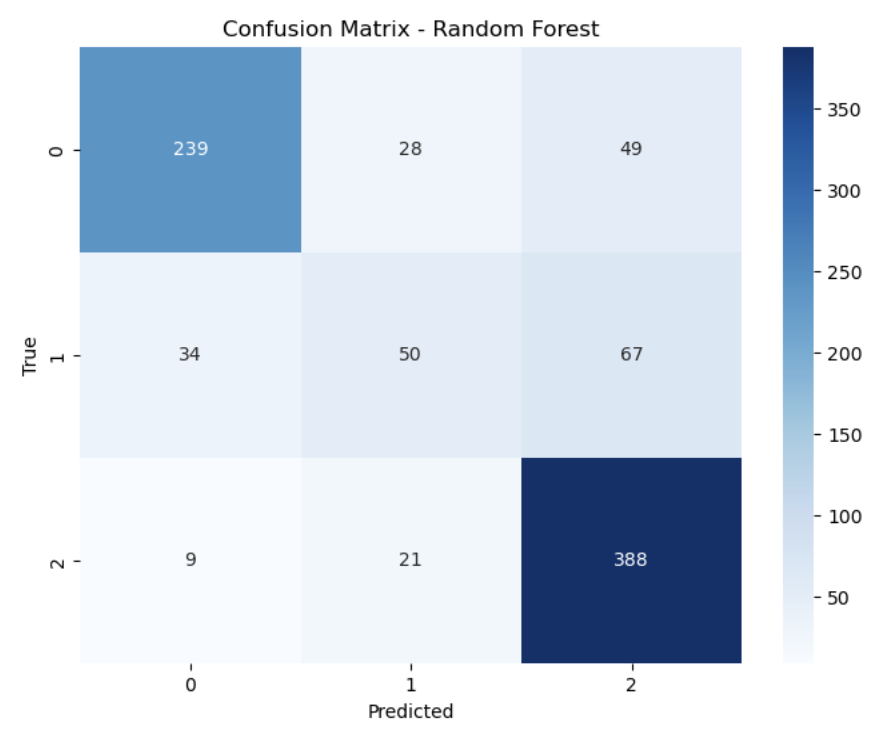 Confusion Matrix - Random Forest
0 239 28 49
1 34 50 67
2 9 21 388
0 1 2
True
Predicted
350
300
250
200
150
100
50